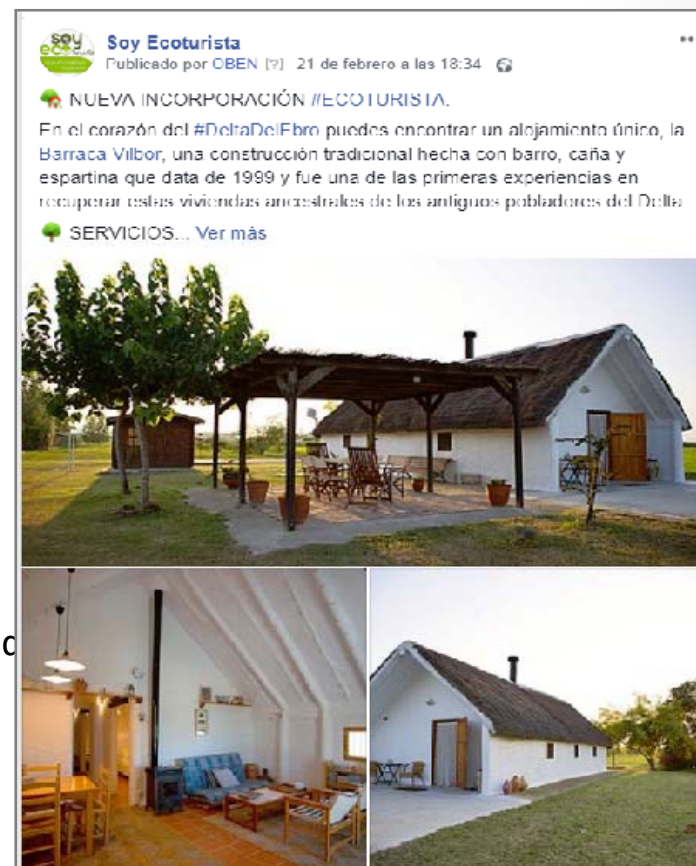 soy
eco
Soy Ecoturista
Publicado por OBEN [?] 21 de febrero a las 18:34
NUEVA INCORPORACIÓN #ECOTURISTA.
En el corazón del #DeltaDelEbro puedes encontrar un alojamiento único, la
Barraca Vilbor, una construcción tradicional hecha con barro, caña y
espartina que data de 1999 y fue una de las primeras experiencias en
recuperar estas viviendas ancestrales de los antiguos pobladores del Delta
SERVICIOS... Ver más